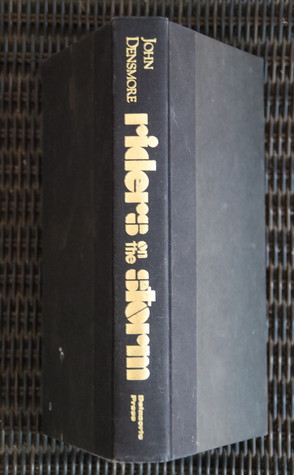 JOHN
DENSMORE
riders
on
the
storm
Delacorte
Press